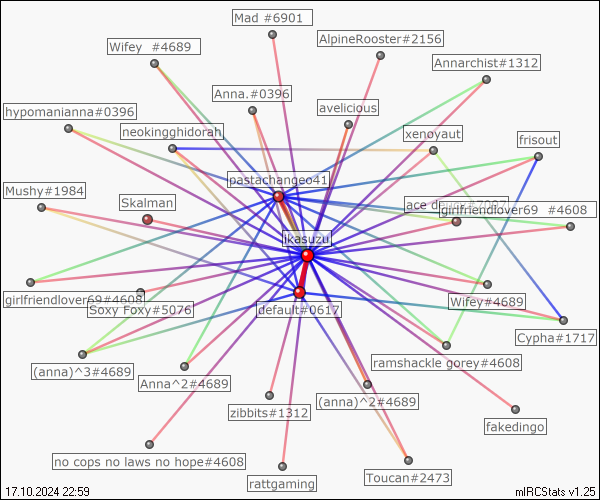 Mad #6901
Wifey  #4689
AlpineRooster#2156
Annarchist#1312
Anna.#0396
avelicious
hypomanianna#0396
neokingghidorah
xenoyaut
frisout
pastachangeo41
Mushy#1984
Skalman
girlfriendlover69  #4608
ikasuzu
girlfriendlover69#4608
Soxy Foxy#5076
default#0617
Wifey#4689
Cypha#1717
(anna)^3#4689
Anna^2#4689
ramshackle gorey#4608
(anna)^2#4689
zibbits#1312
fakedingo
no cops no laws no hope#4608
rattgaming
Toucan#2473
17.10.2024 22:59
mIRCStats v1.25